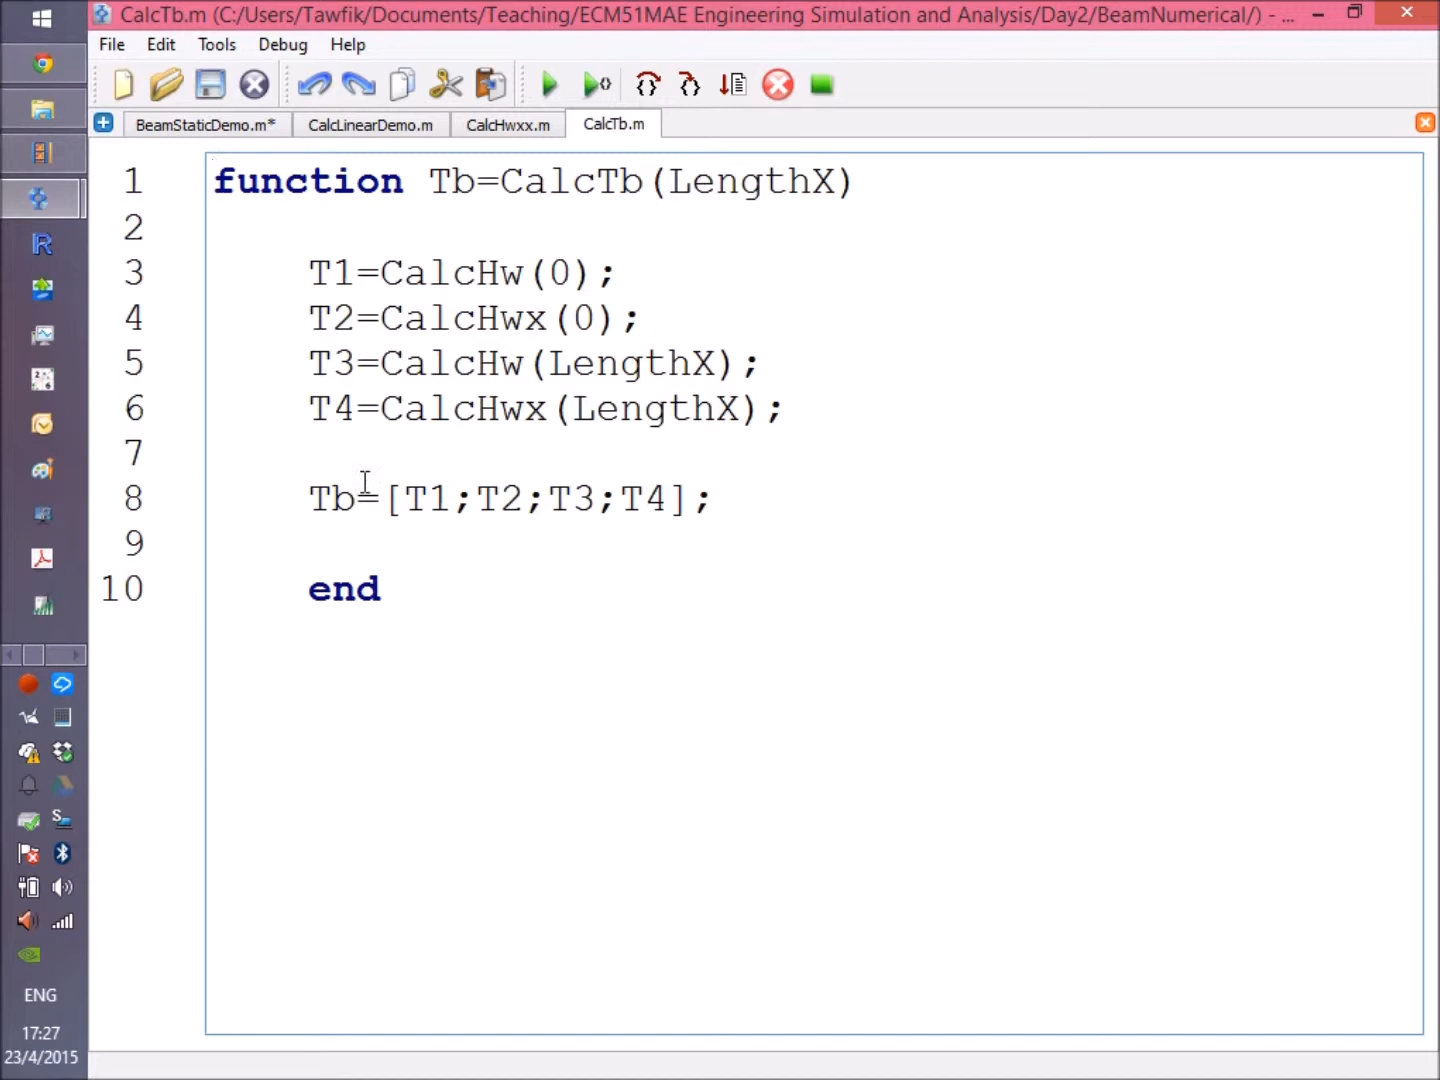 CalcTb.m (C:/Users/Tawfik/Documents/Teaching/ECM51MAE Engineering Simulation and Analysis/Day2/BeamNumerical/) - ...
File Edit Tools Debug Help
BeamStaticDemo.m* CalcLinearDemo.m CalcHwxx.m CalcTb.m
1 function Tb=CalcTb(LengthX)
2
3 T1=CalcHw(0);
4 T2=CalcHwx(0);
5 T3=CalcHw(LengthX);
6 T4=CalcHwx(LengthX);
7
8 Tb=[T1;T2;T3;T4];
9
10 end
ENG
17:27
23/4/2015